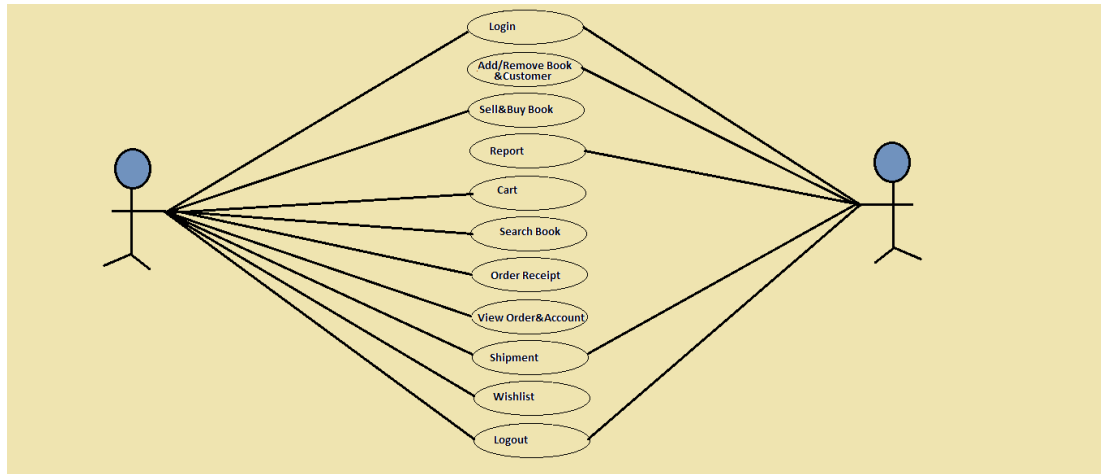 Login
Add/Remove Book
&Customer
Sell&Buy Book
Report
Cart
Search Book
Order Receipt
View Order&Account
Shipment
Wishlist
Logout